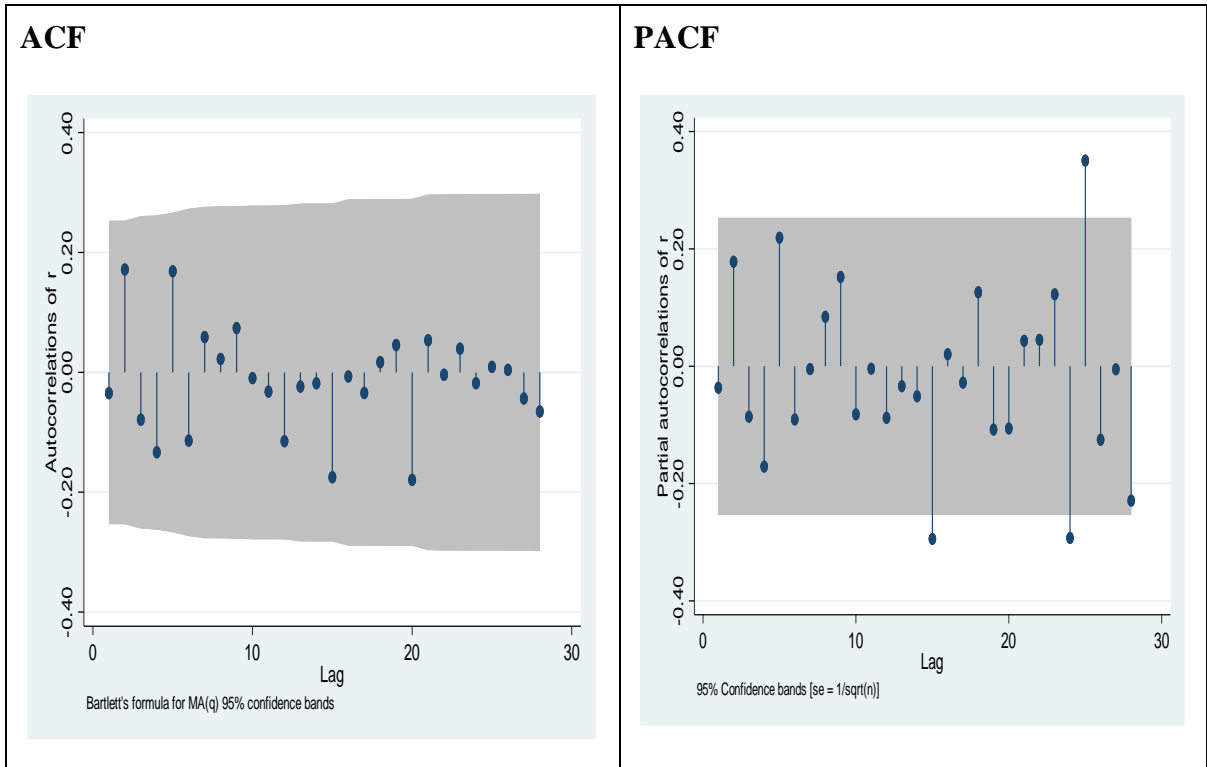 ACF
0.40
0.20
0.00
-0.20
-0.40
Autocorrelations of r
0 10 20 30
Lag
Bartlett's formula for MA(q) 95% confidence bands
PACF
0.40
0.20
0.00
-0.20
-0.40
Partial autocorrelations of r
0 10 20 30
Lag
95% Confidence bands [se = 1/sqrt(n)]